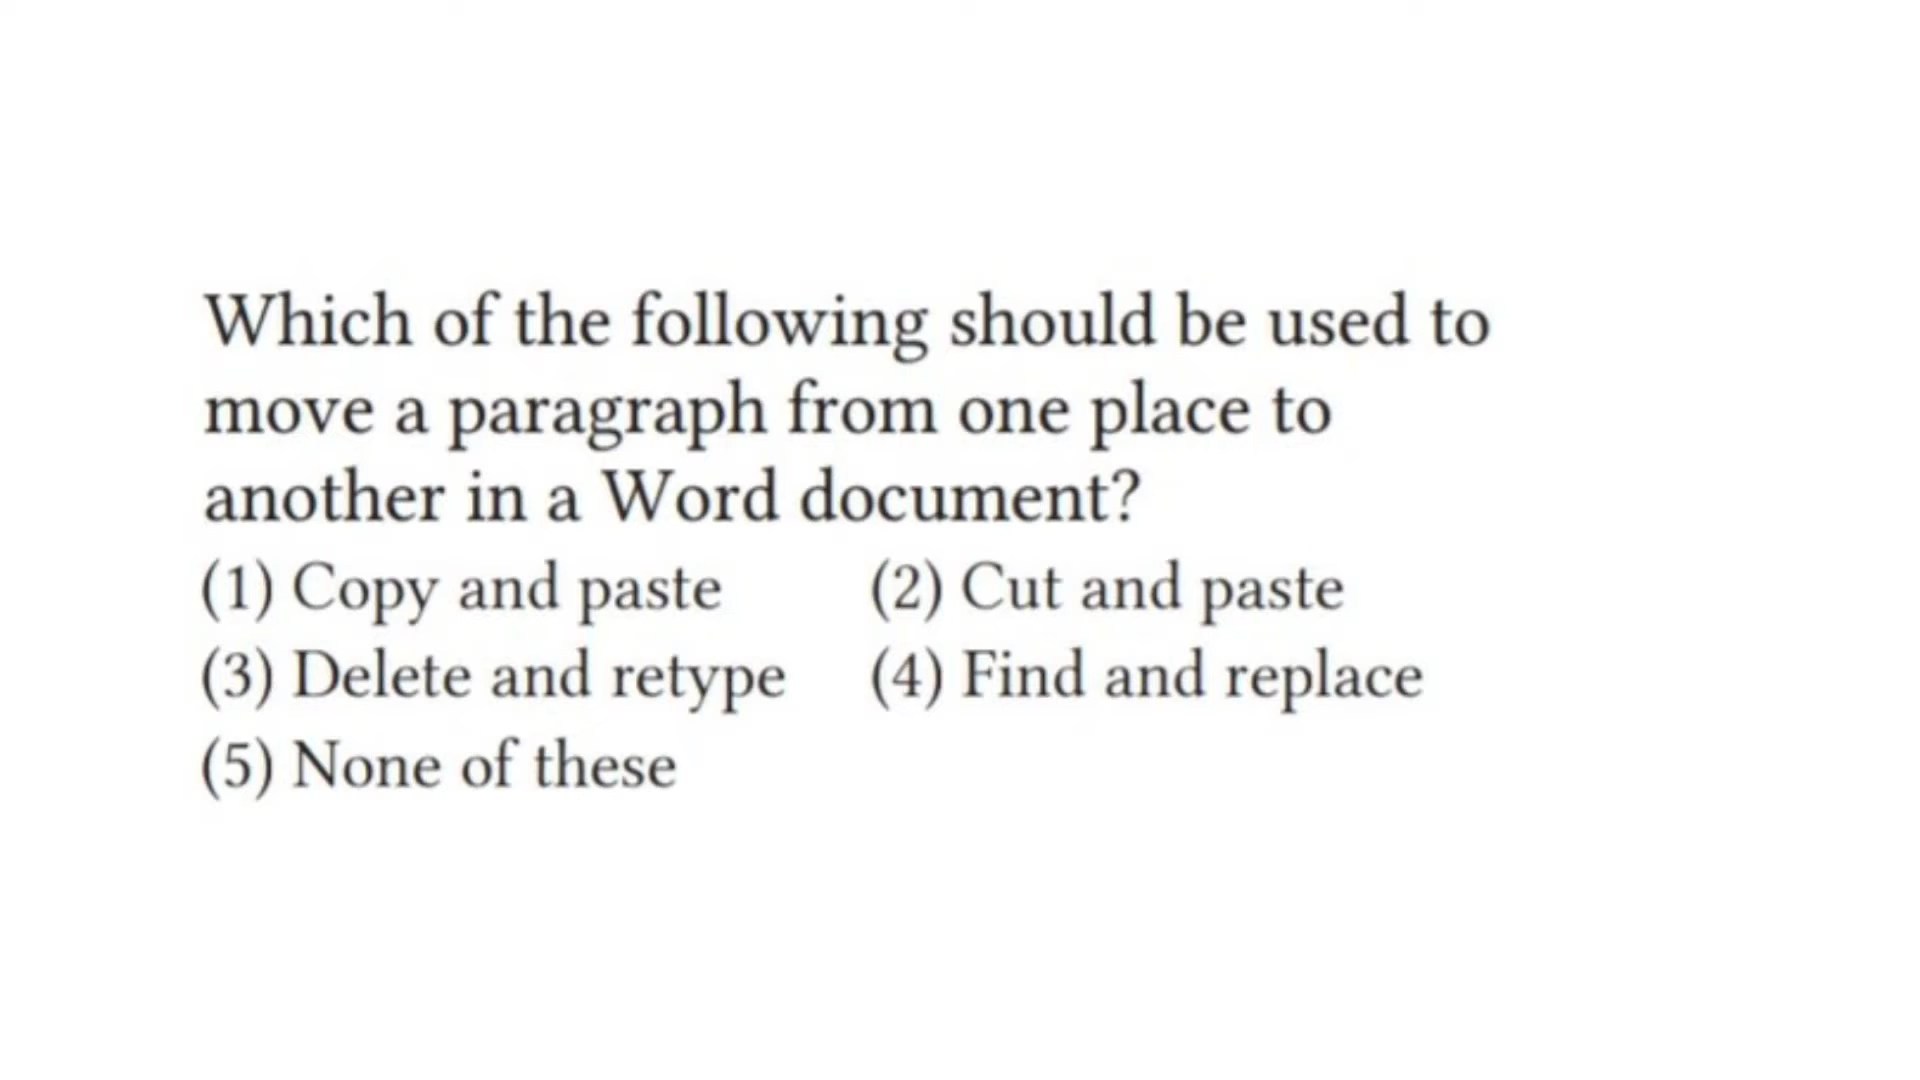 Which of the following should be used to
move a paragraph from one place to
another in a Word document?
(1) Copy and paste (2) Cut and paste
(3) Delete and retype (4) Find and replace
(5) None of these